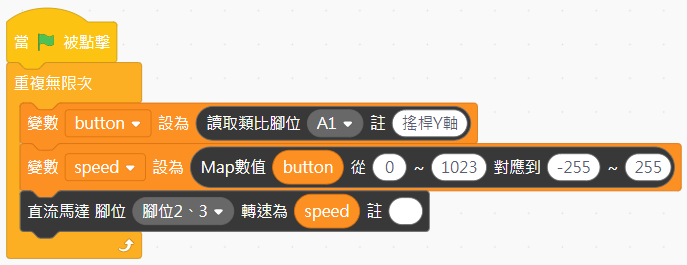 當 被點擊
重複無限次
變數 button 設為 讀取類比腳位 A1 註 搖桿Y軸
變數 speed 設為 Map數值 button 從 0 ~ 1023 對應到 -255 ~ 255
直流馬達 腳位 腳位2、3 轉速為 speed 註